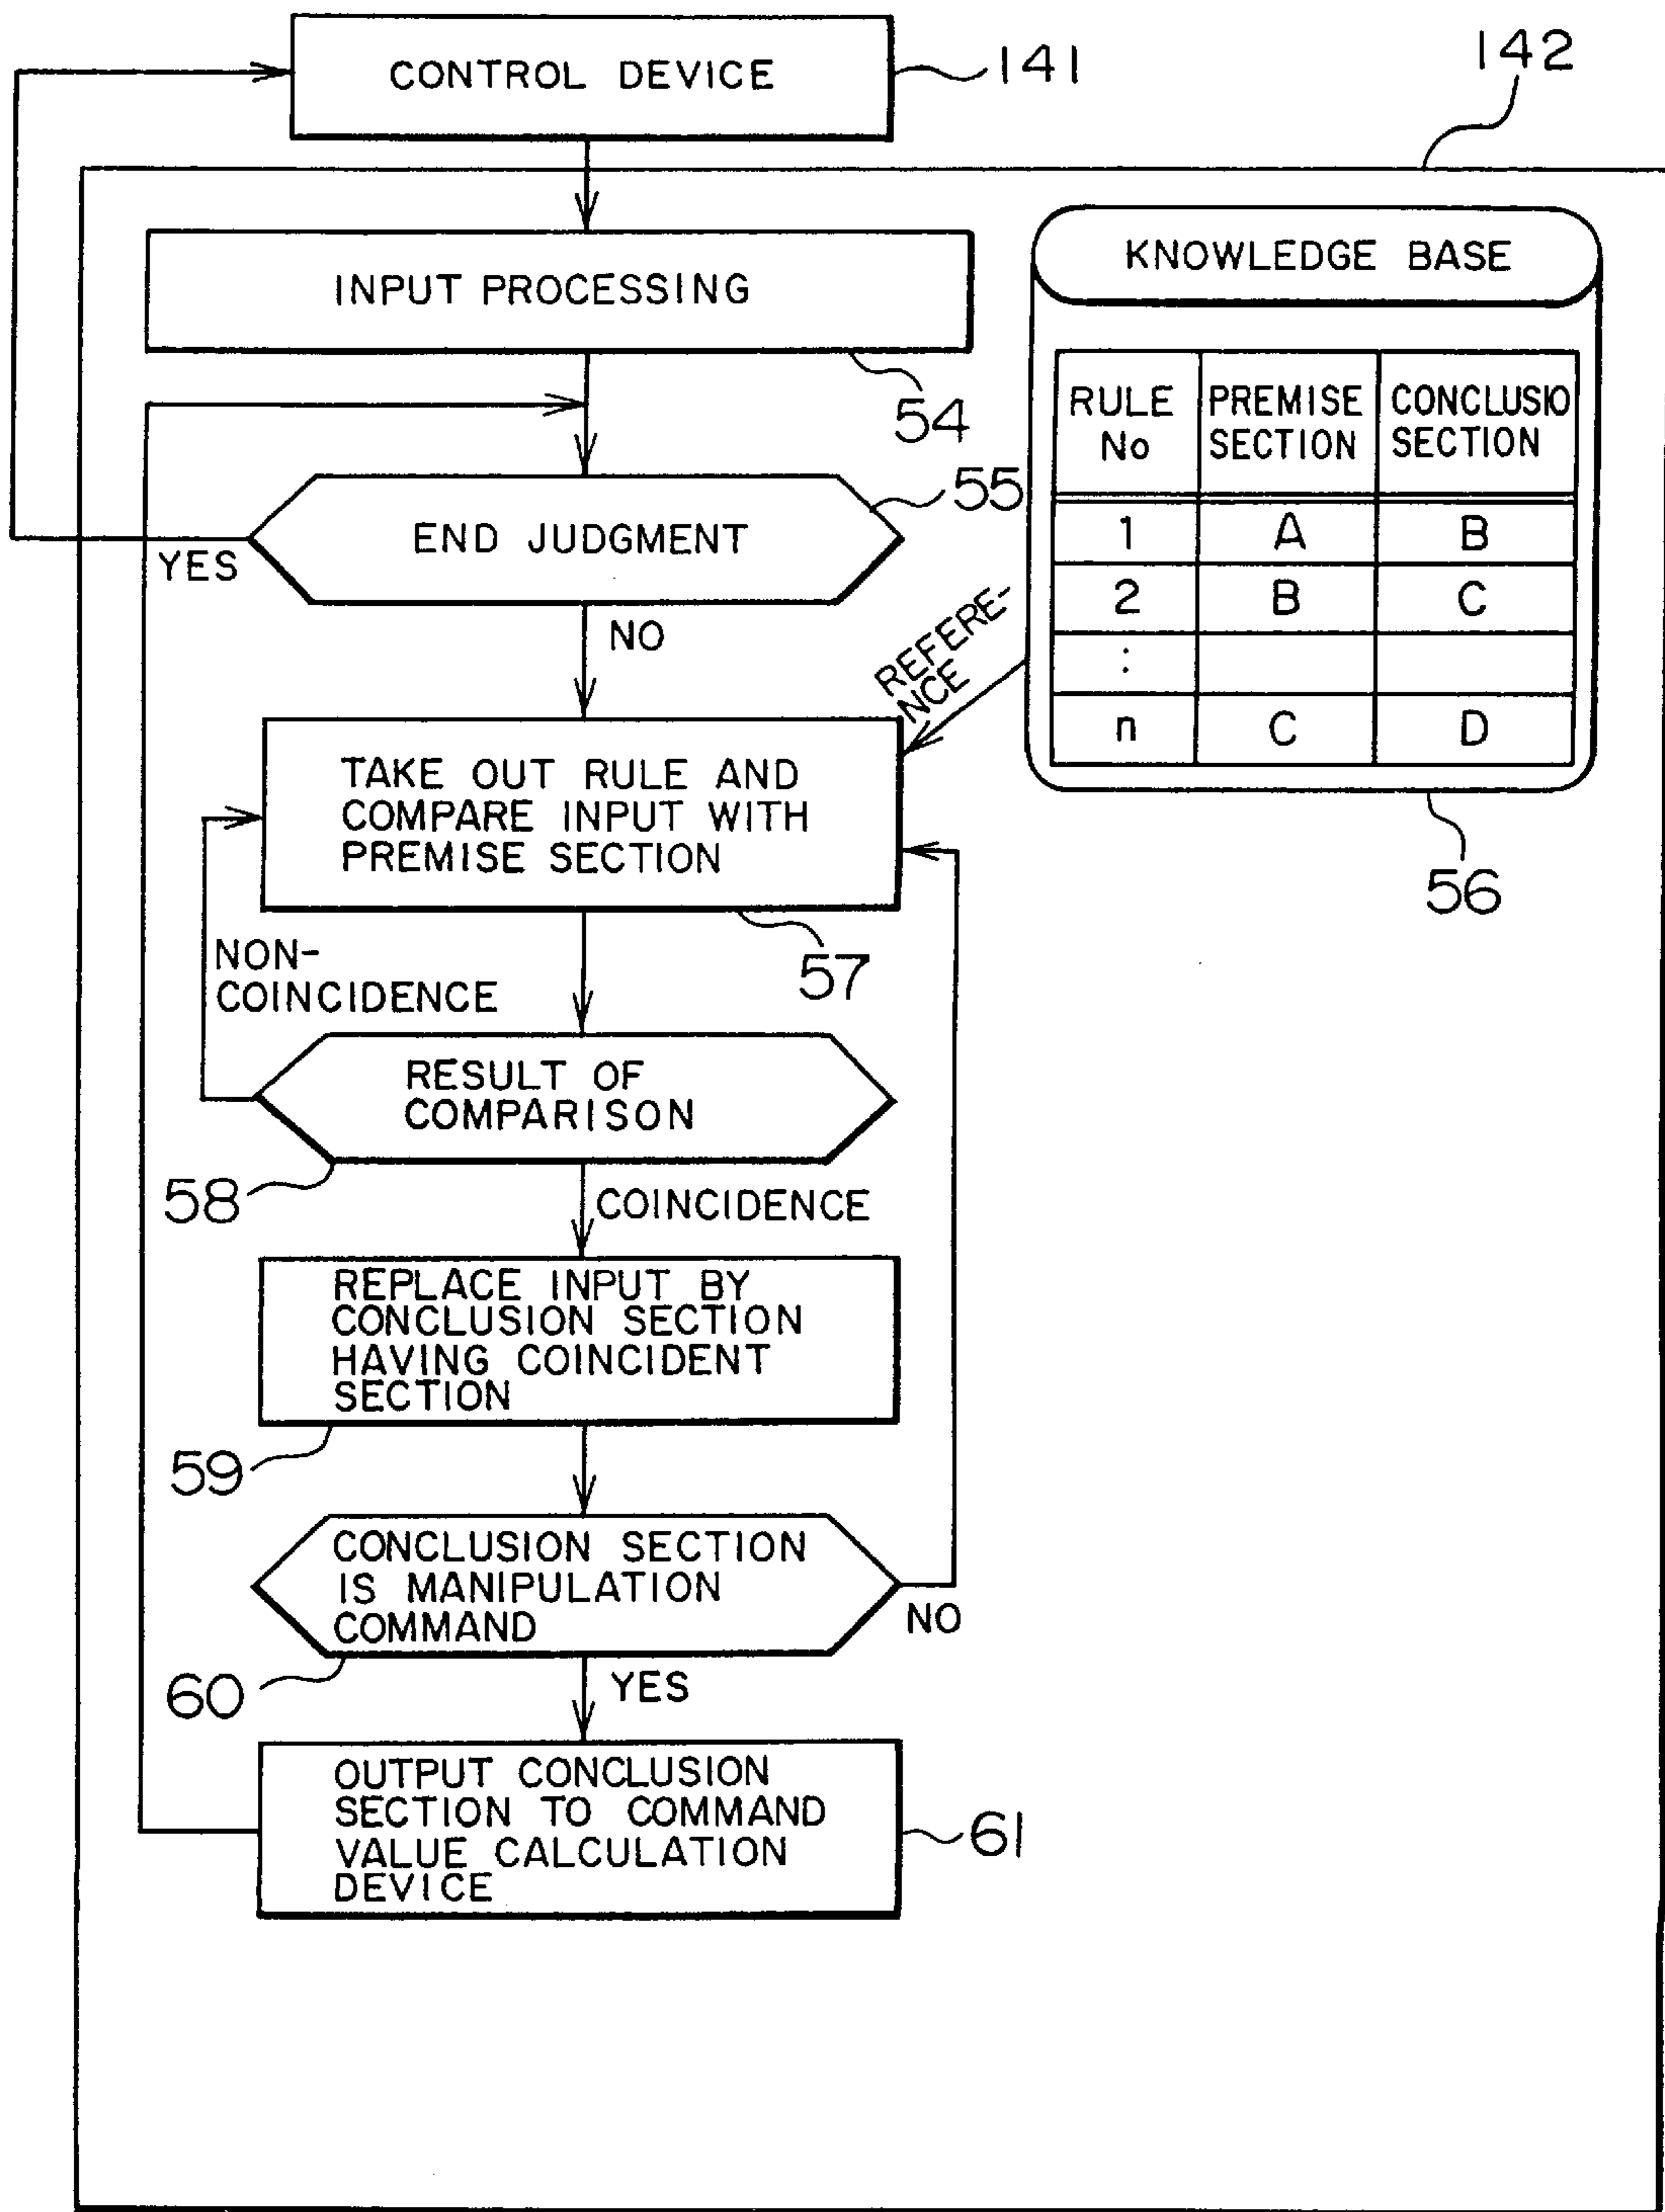 CONTROL DEVICE
141
142
INPUT PROCESSING
54
KNOWLEDGE BASE
RULE No
PREMISE SECTION
CONCLUSIO SECTION
1 A B
2 B C
:
n C D
56
END JUDGMENT
55
YES
NO
REFERE-
NCE
TAKE OUT RULE AND
COMPARE INPUT WITH
PREMISE SECTION
57
NON-
COINCIDENCE
RESULT OF
COMPARISON
58
COINCIDENCE
REPLACE INPUT BY
CONCLUSION SECTION
HAVING COINCIDENT
SECTION
59
CONCLUSION SECTION
IS MANIPULATION
COMMAND
NO
60
YES
OUTPUT CONCLUSION
SECTION TO COMMAND
VALUE CALCULATION
DEVICE
61